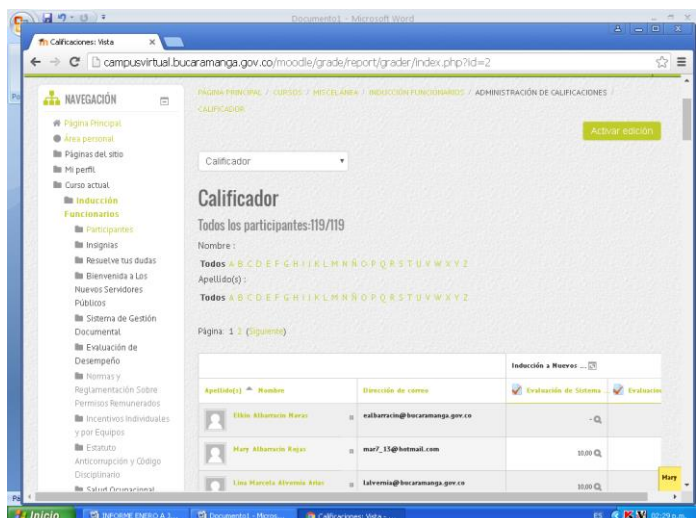 Documento1 - Microsoft Word
Calificaciones: Vista
campusvirtual.bucaramanga.gov.co/moodle/grade/report/grader/index.php?id=2
NAVEGACIÓN
Página Principal
Área personal
Páginas del sitio
Mi perfil
Curso actual
Inducción
Funcionarios
Participantes
Insignias
Resuelve tus dudas
Bienvenida a Los
Nuevos Servidores
Públicos
Sistema de Gestión
Documental
Evaluación de
Desempeño
Normas y
Reglamentación Sobre
Permisos Remunerados
Incentivos Individuales
y por Equipos
Estatuto
Anticorrupción y Código
Disciplinario
Salud Ocupacional
PÁGINA PRINCIPAL / CURSOS / MISCELÁNEA / INDUCCIÓN FUNCIONARIOS / ADMINISTRACIÓN DE CALIFICACIONES /
CALIFICADOR
Activar edición
Calificador
Calificador
Todos los participantes:119/119
Nombre :
Todos A B C D E F G H I J K L M N Ñ O P Q R S T U V W X Y Z
Apellido(s) :
Todos A B C D E F G H I J K L M N Ñ O P Q R S T U V W X Y Z
Página: 1 2 (Siguiente)
Inducción a Nuevos ...
Apellido(s) Nombre Dirección de correo Evaluación de Sistema ... Evaluación
Elkin Albarracin Navas ealbarracin@bucaramanga.gov.co -
Mary Albarracin Rojas mar7_13@hotmail.com 10,00
Lina Marcela Alvernia Arias lalvernia@bucaramanga.gov.co 10,00
Mary
Inicio INFORME ENERO A 1... Documento1 - Micros... Calificaciones: Vista - ... ES 02:29 p.m.